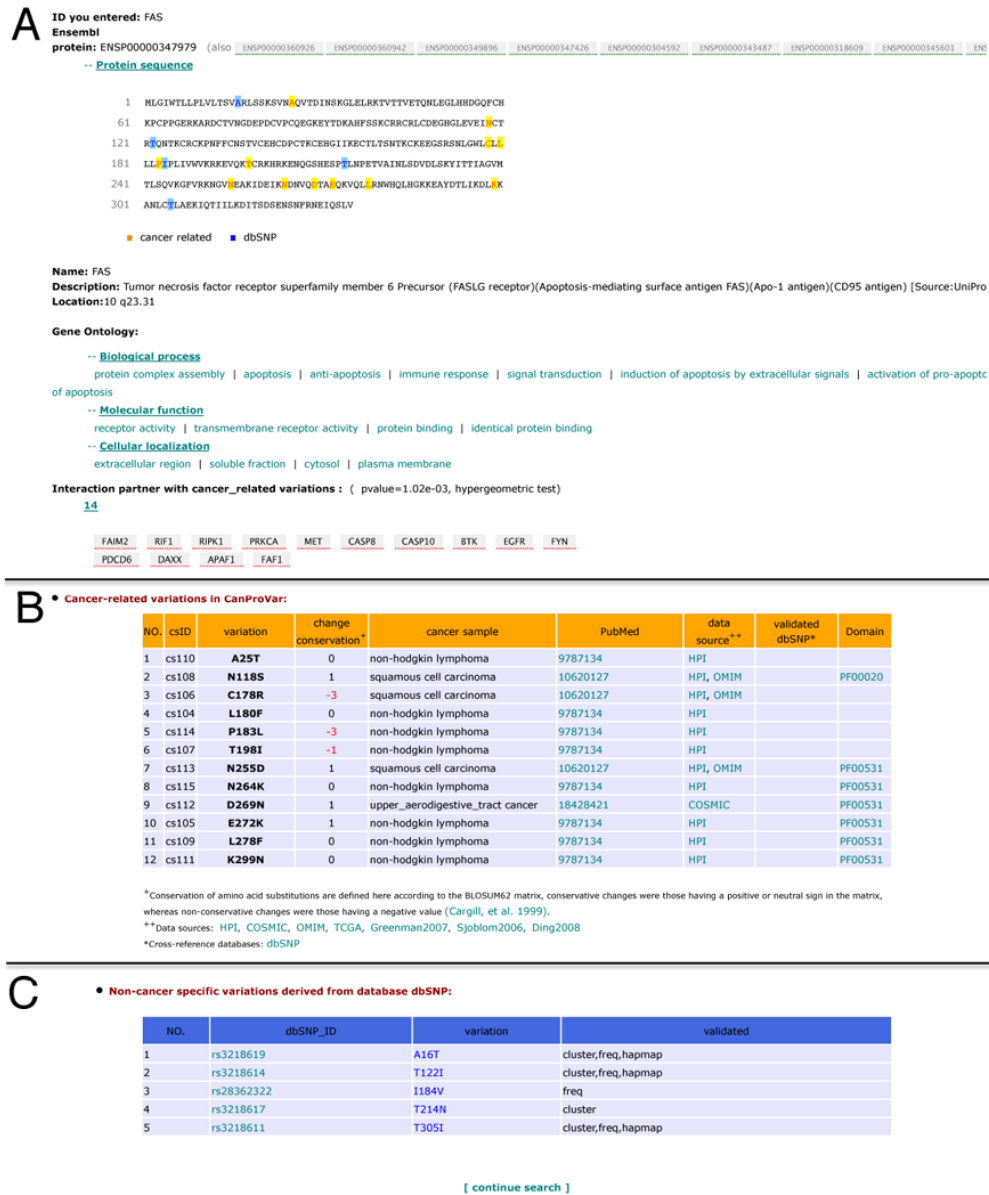 A
ID you entered: FAS
Ensembl
protein: ENSP00000347979 (also ENSP00000360926 ENSP00000360942 ENSP00000349896 ENSP00000347426 ENSP00000304592 ENSP00000343487 ENSP00000318609 ENSP00000345601 ENS
-- Protein sequence
1 MLGIWTLLPLVLTSVARLSSKSVNAQVTDINSKGLELRKTVTTVETQNLEGLHHDGQFCH
61 KPCPPGERKARDCTVNGDEPDCVPCQEGKEYTDKAHFSSKCRRCRLCDEGHGLEVEINCT
121 RTQNTKCRCKPNFFCNSTVCEHCDPCTKCEHGIIKECTLTSNTKCKEEGSRSNLGWLCLL
181 LLPIPLIVWVKRKEVQKTCRKHRKENQGSHESPTLNPETVAINLSDVDLSKYITTIAGVM
241 TLSQVKGFVRKNGVNEAKIDEIKNDNVQDTAEQKVQLLRNWHQLHGKKEAYDTLIKDLKK
301 ANLCTLAEKIQTIILKDITSDSENSNFRNEIQSLV
cancer related dbSNP
Name: FAS
Description: Tumor necrosis factor receptor superfamily member 6 Precursor (FASLG receptor)(Apoptosis-mediating surface antigen FAS)(Apo-1 antigen)(CD95 antigen) [Source:UniPro
Location:10 q23.31
Gene Ontology:
-- Biological process
protein complex assembly | apoptosis | anti-apoptosis | immune response | signal transduction | induction of apoptosis by extracellular signals | activation of pro-apoptc
of apoptosis
-- Molecular function
receptor activity | transmembrane receptor activity | protein binding | identical protein binding
-- Cellular localization
extracellular region | soluble fraction | cytosol | plasma membrane
Interaction partner with cancer_related variations : ( pvalue=1.02e-03, hypergeometric test)
14
FAIM2 RIF1 RIPK1 PRKCA MET CASP8 CASP10 BTK EGFR FYN
PDCD6 DAXX APAF1 FAF1
B
• Cancer-related variations in CanProVar:
NO. csID variation change conservation+ cancer sample PubMed data source++ validated dbSNP* Domain
1 cs110 A25T 0 non-hodgkin lymphoma 9787134 HPI
2 cs108 N118S 1 squamous cell carcinoma 10620127 HPI, OMIM PF00020
3 cs106 C178R -3 squamous cell carcinoma 10620127 HPI, OMIM
4 cs104 L180F 0 non-hodgkin lymphoma 9787134 HPI
5 cs114 P183L -3 non-hodgkin lymphoma 9787134 HPI
6 cs107 T198I -1 non-hodgkin lymphoma 9787134 HPI
7 cs113 N255D 1 squamous cell carcinoma 10620127 HPI, OMIM PF00531
8 cs115 N264K 0 non-hodgkin lymphoma 9787134 HPI PF00531
9 cs112 D269N 1 upper_aerodigestive_tract cancer 18428421 COSMIC PF00531
10 cs105 E272K 1 non-hodgkin lymphoma 9787134 HPI PF00531
11 cs109 L278F 0 non-hodgkin lymphoma 9787134 HPI PF00531
12 cs111 K299N 0 non-hodgkin lymphoma 9787134 HPI PF00531
+Conservation of amino acid substitutions are defined here according to the BLOSUM62 matrix, conservative changes were those having a positive or neutral sign in the matrix,
whereas non-conservative changes were those having a negative value (Cargill, et al. 1999).
++Data sources: HPI, COSMIC, OMIM, TCGA, Greenman2007, Sjoblom2006, Ding2008
*Cross-reference databases: dbSNP
C
• Non-cancer specific variations derived from database dbSNP:
NO. dbSNP_ID variation validated
1 rs3218619 A16T cluster,freq,hapmap
2 rs3218614 T122I cluster,freq,hapmap
3 rs28362322 I184V freq
4 rs3218617 T214N cluster
5 rs3218611 T305I cluster,freq,hapmap
[ continue search ]